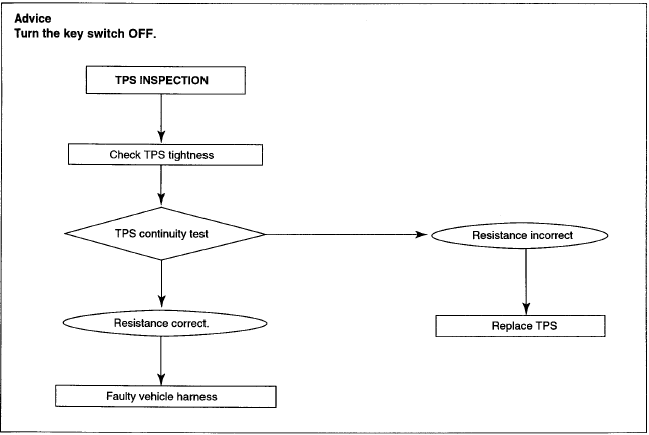 Advice
Turn the key switch OFF.
TPS INSPECTION
Check TPS tightness
TPS continuity test
Resistance incorrect
Resistance correct.
Replace TPS
Faulty vehicle harness